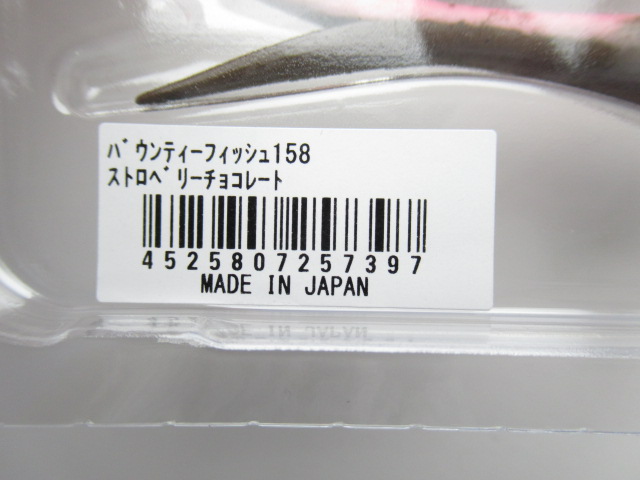 ﾊﾞｳﾝﾃｨｰﾌｨｯｼｭ158
ｽﾄﾛﾍﾞﾘｰﾁｮｺﾚｰﾄ
4525807257397
MADE IN JAPAN